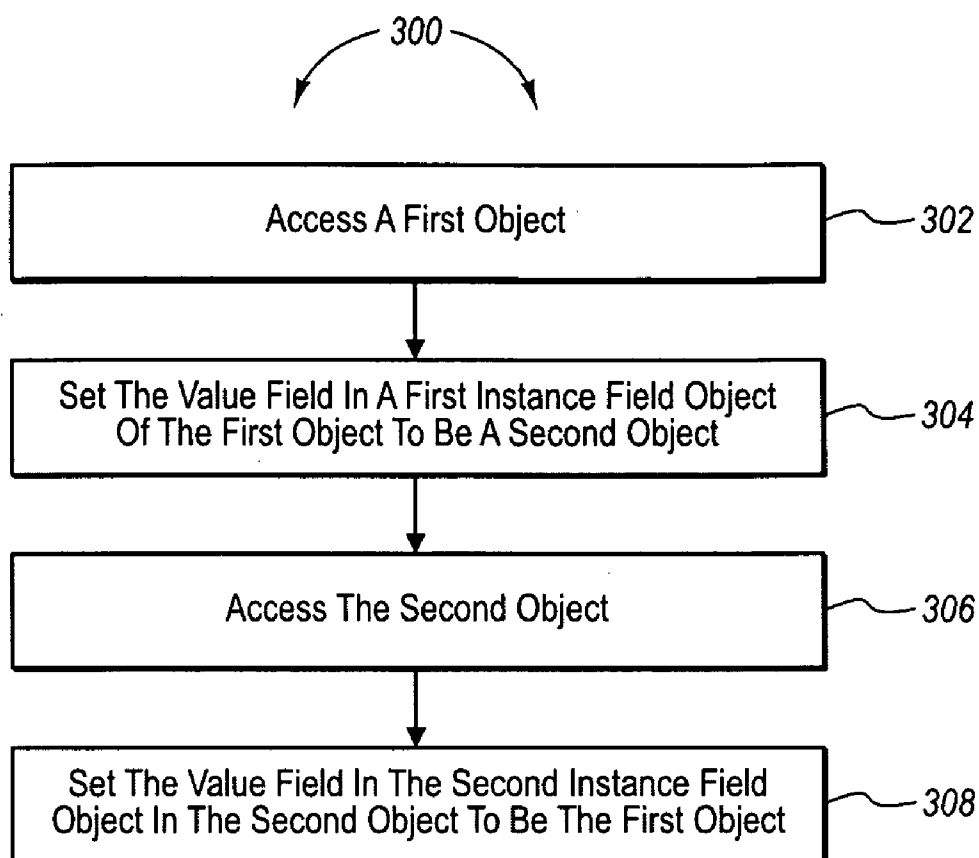 300
Access A First Object
302
Set The Value Field In A First Instance Field Object
Of The First Object To Be A Second Object
304
Access The Second Object
306
Set The Value Field In The Second Instance Field
Object In The Second Object To Be The First Object
308